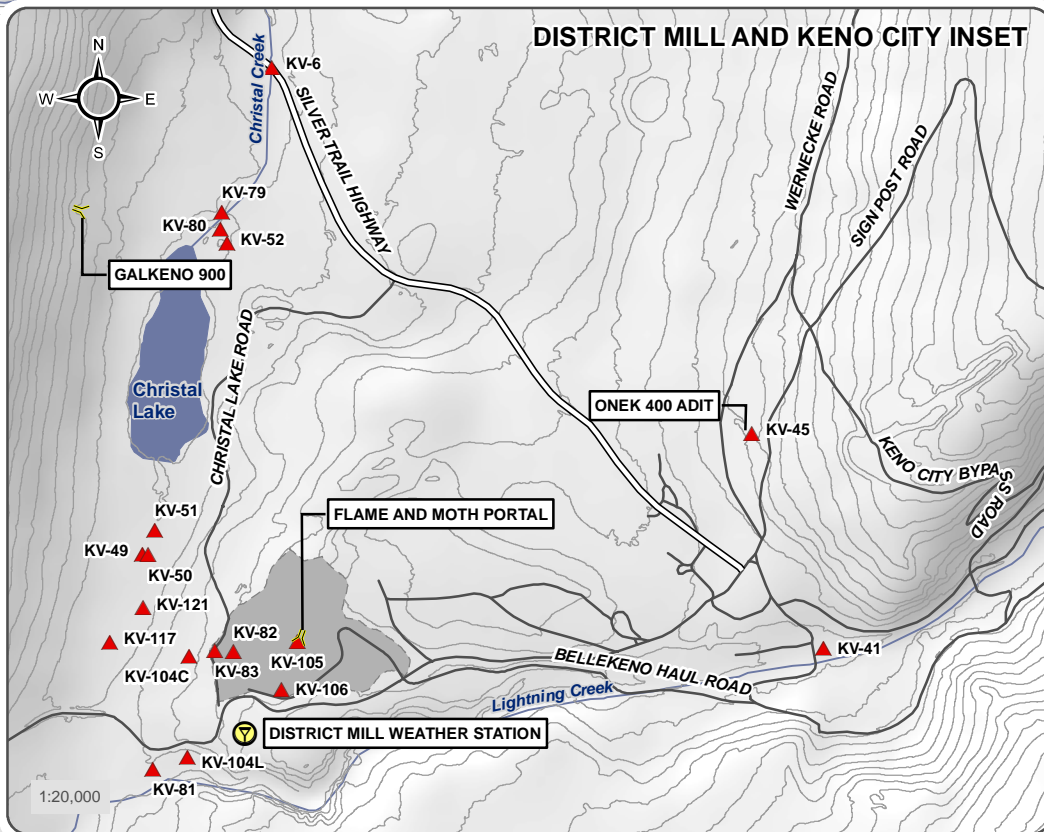 DISTRICT MILL AND KENO CITY INSET
N
W
E
S
Christal Creek
KV-6
SILVER TRAIL HIGHWAY
WERNECKE ROAD
SIGN POST ROAD
KV-79
KV-80
KV-52
GALKENO 900
CHRISTAL LAKE ROAD
Christal
Lake
ONEK 400 ADIT
KV-45
KENO CITY BYPASS ROAD
KV-51
FLAME AND MOTH PORTAL
KV-49
KV-50
KV-121
KV-117
KV-82
KV-83
KV-104C
KV-105
KV-41
BELLEKENO HAUL ROAD
KV-106
Lightning Creek
DISTRICT MILL WEATHER STATION
KV-104L
KV-81
1:20,000